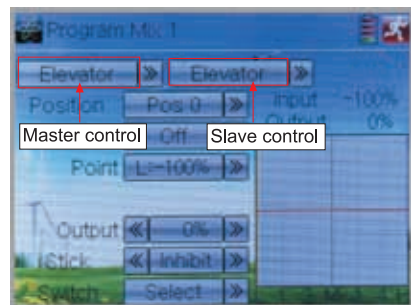 Program Mix 1
Elevator Elevator
Position Pos 0 Input -100%
Output 0%
Master control Slave control
Off
Point L:-100%
Output 0%
Stick Inhibit
Switch Select